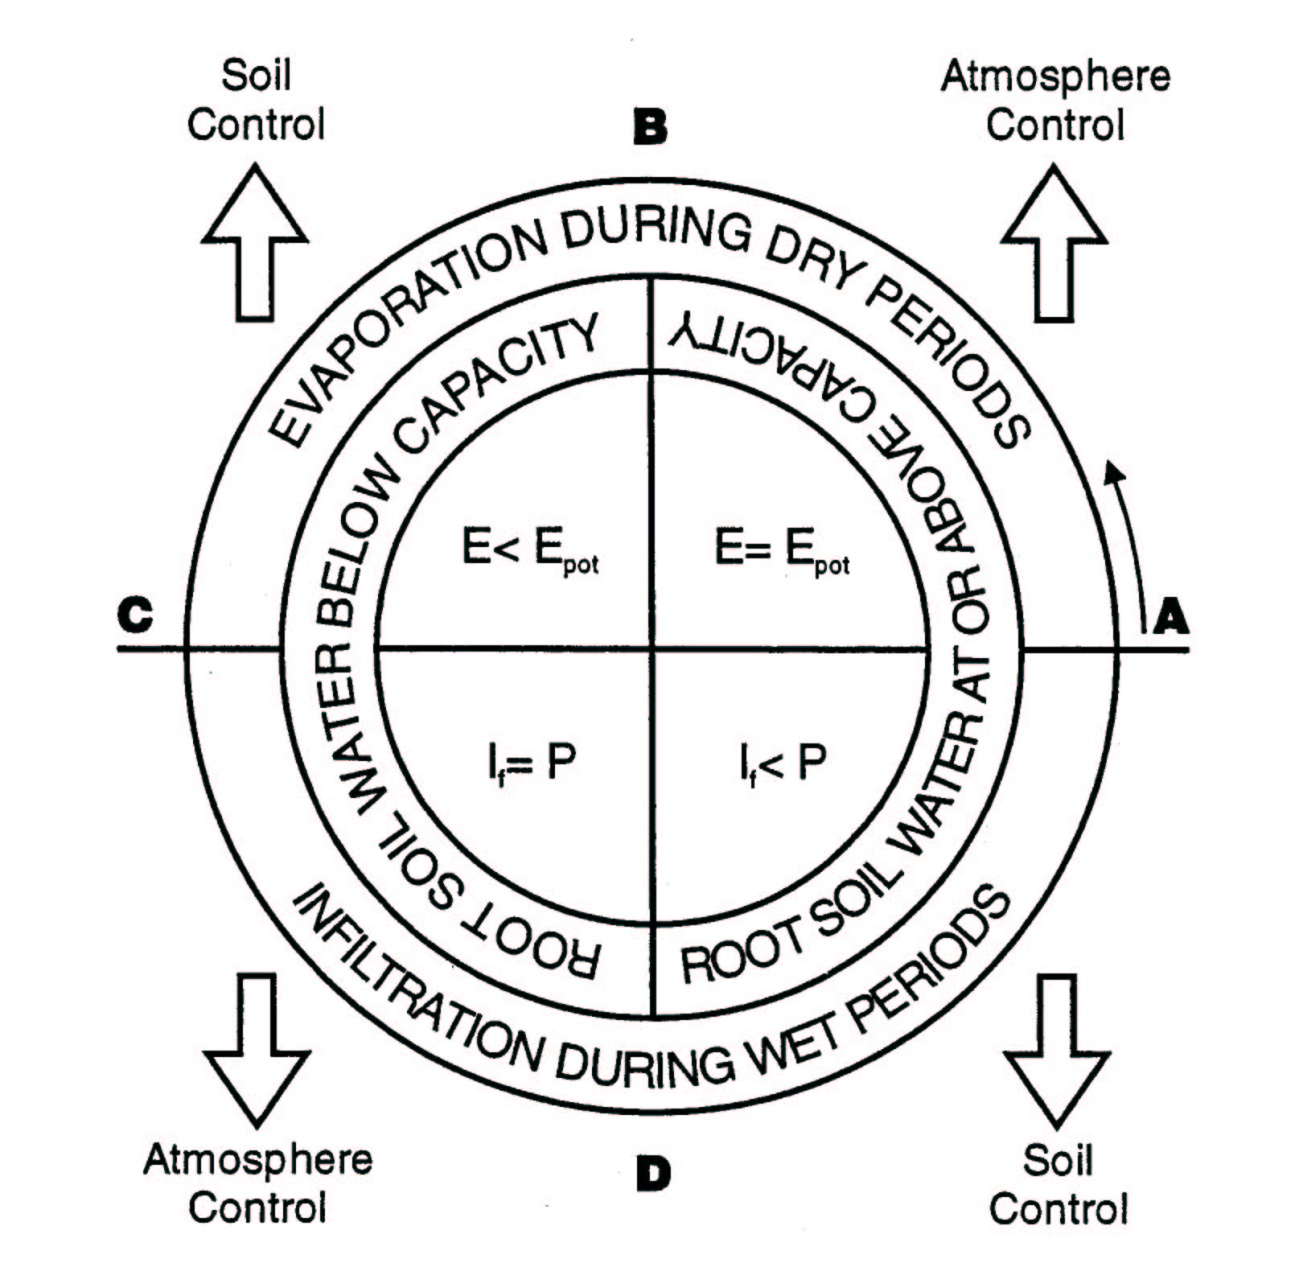 Soil
Control
Atmosphere
Control
B
EVAPORATION DURING DRY PERIODS
ROOT SOIL WATER BELOW CAPACITY
ROOT SOIL WATER AT OR ABOVE CAPACITY
E< Epot
E= Epot
C
A
If= P
If< P
INFILTRATION DURING WET PERIODS
Atmosphere
Control
D
Soil
Control